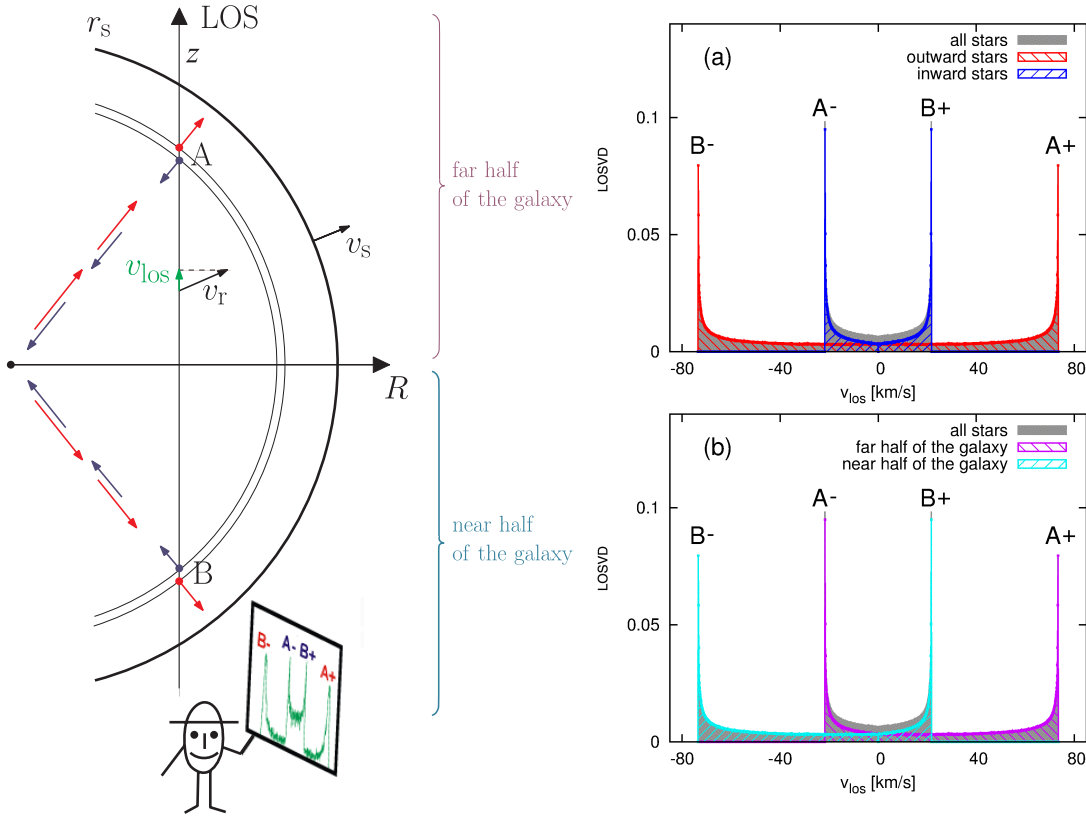 r_s
LOS
z
A
far half
of the galaxy
v_s
v_los
v_r
R
near half
of the galaxy
B
B- A- B+ A+
(a)
all stars
outward stars
inward stars
B-
A-
B+
A+
LOSVD
0.1
0.05
0
-80 -40 0 40 80
v_los [km/s]
(b)
all stars
far half of the galaxy
near half of the galaxy
B-
A-
B+
A+
LOSVD
0.1
0.05
0
-80 -40 0 40 80
v_los [km/s]